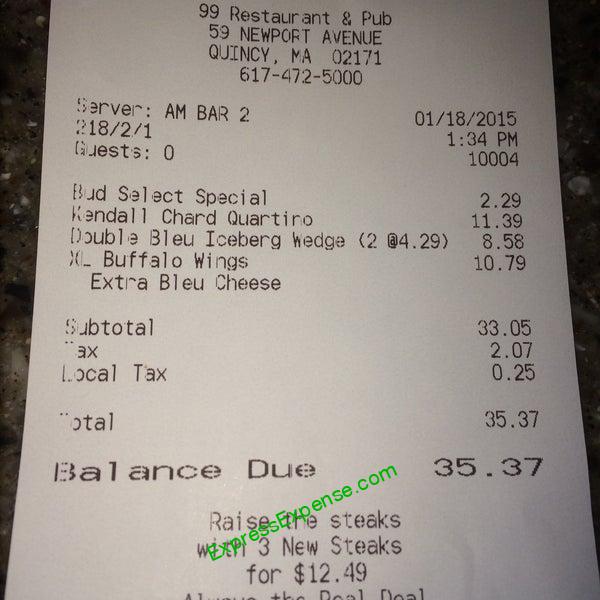 99 Restaurant & Pub
59 NEWPORT AVENUE
QUINCY, MA 02171
617-472-5000
Server: AM BAR 2 01/18/2015
218/2/1 1:34 PM
Guests: 0 10004
Bud Select Special 2.29
Kendall Chard Quartino 11.39
Double Bleu Iceberg Wedge (2 @4.29) 8.58
XL Buffalo Wings 10.79
Extra Bleu Cheese
Subtotal 33.05
Tax 2.07
Local Tax 0.25
Total 35.37
Balance Due 35.37
ExpressExpense.com
Raise the steaks
with 3 New Steaks
for $12.49
Always the Real Deal